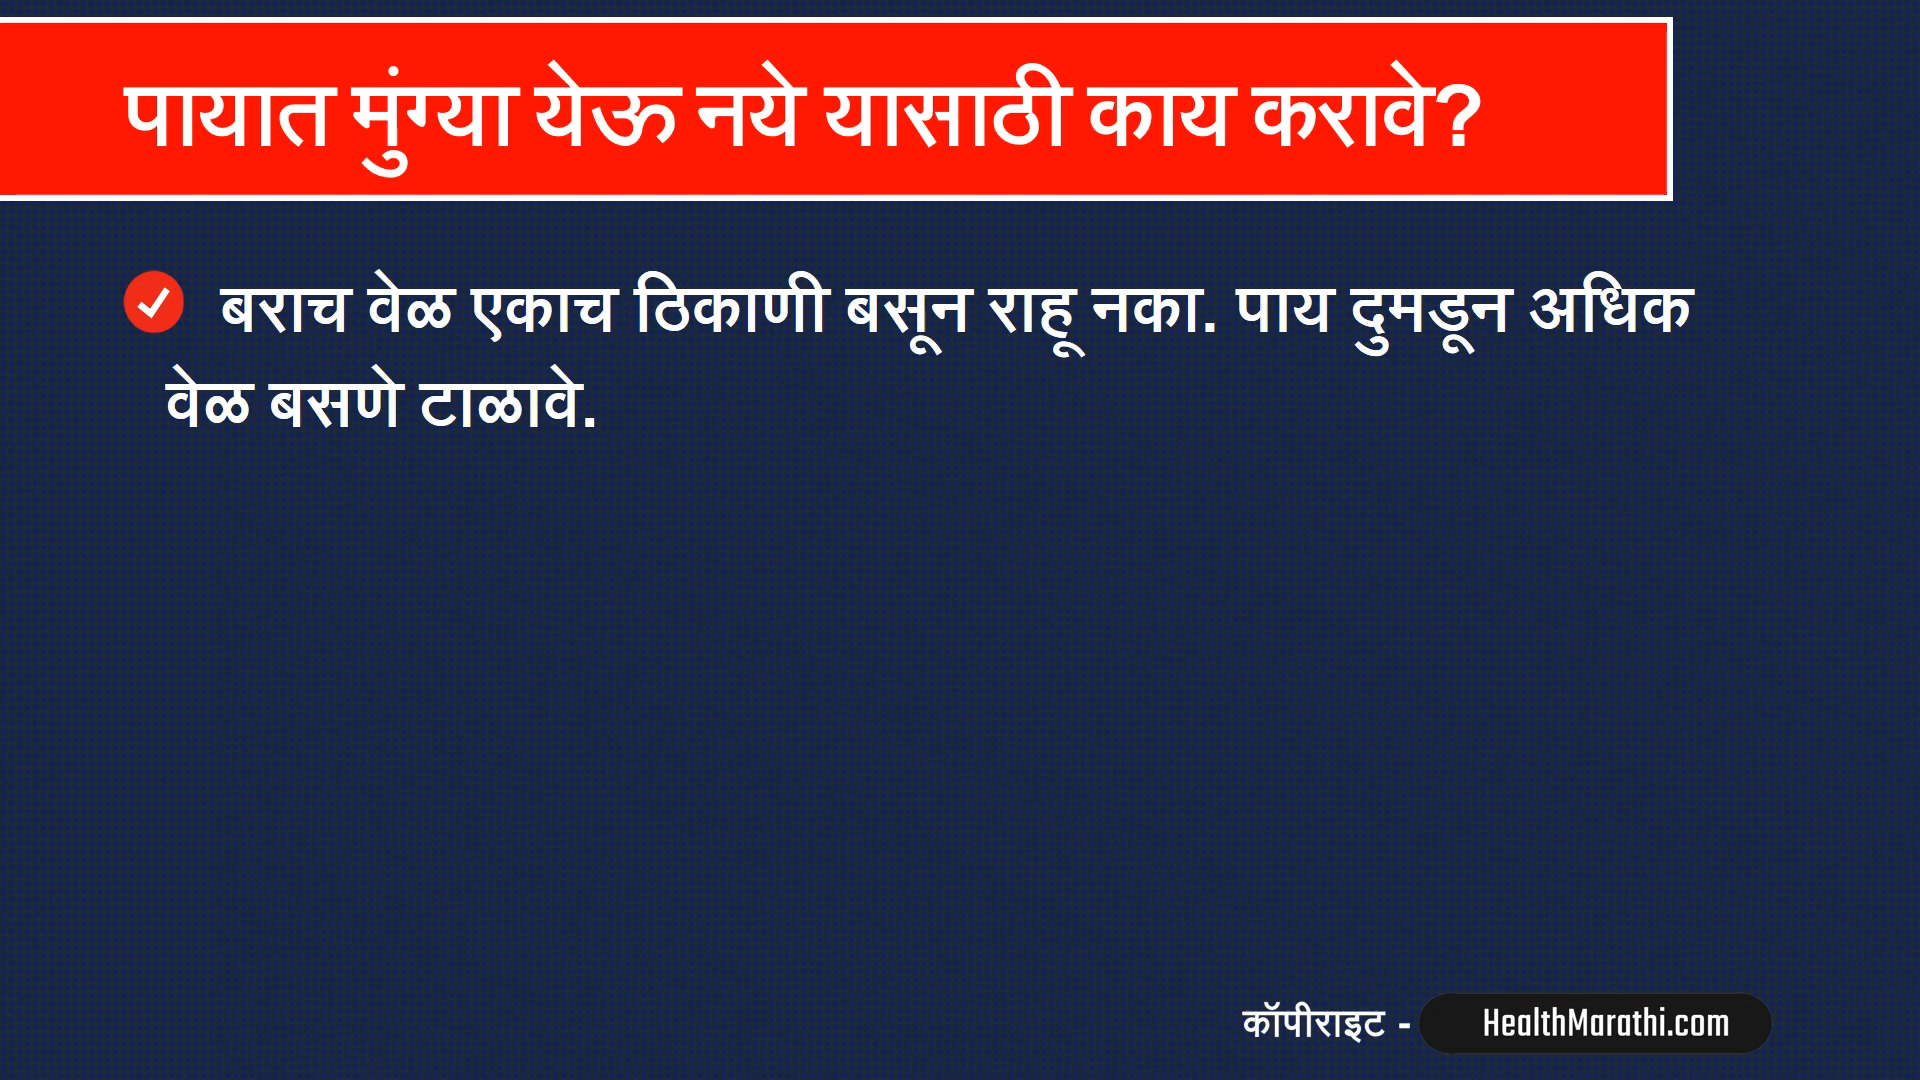 पायात मुंग्या येऊ नये यासाठी काय करावे?
बराच वेळ एकाच ठिकाणी बसून राहू नका. पाय दुमडून अधिक
वेळ बसणे टाळावे.
कॉपीराइट - HealthMarathi.com